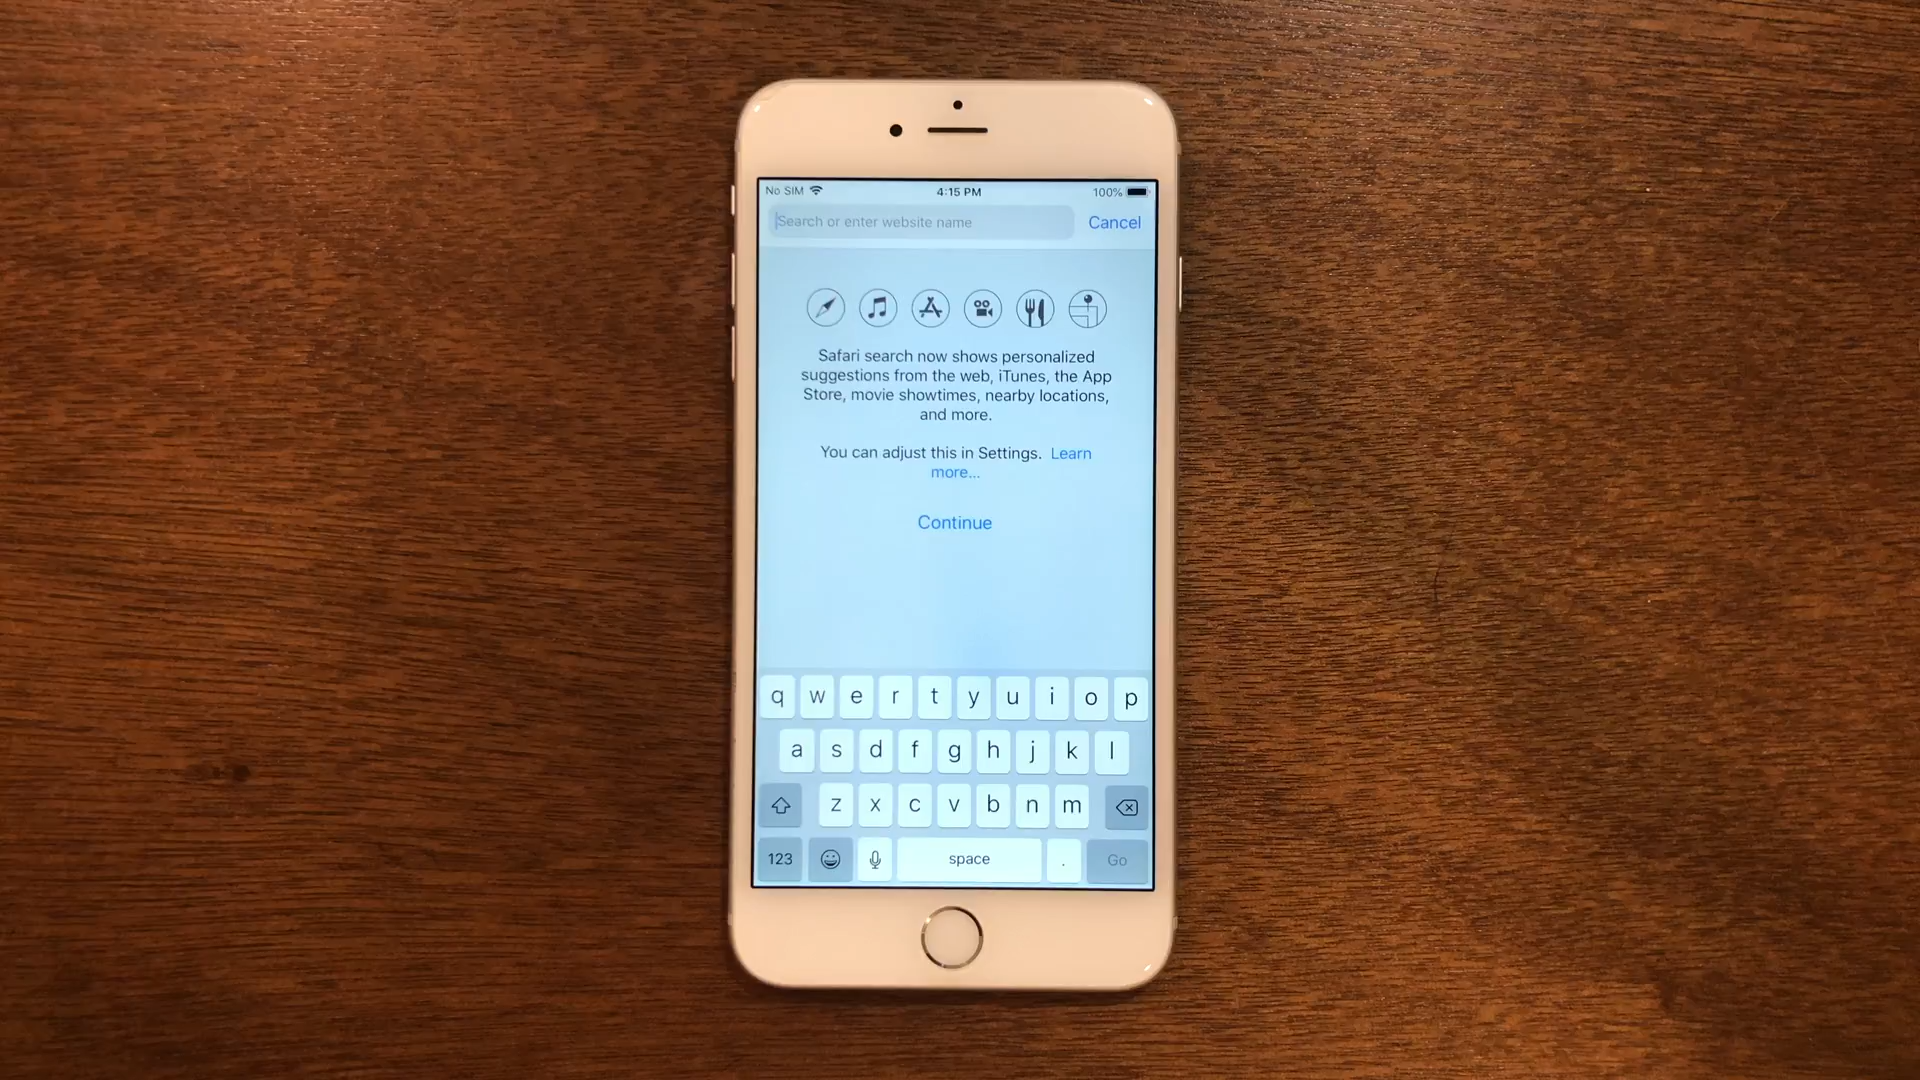 No SIM 4:15 PM 100%
Search or enter website name Cancel
Safari search now shows personalized
suggestions from the web, iTunes, the App
Store, movie showtimes, nearby locations,
and more.
You can adjust this in Settings. Learn
more...
Continue
q w e r t y u i o p
a s d f g h j k l
z x c v b n m
123 space . Go